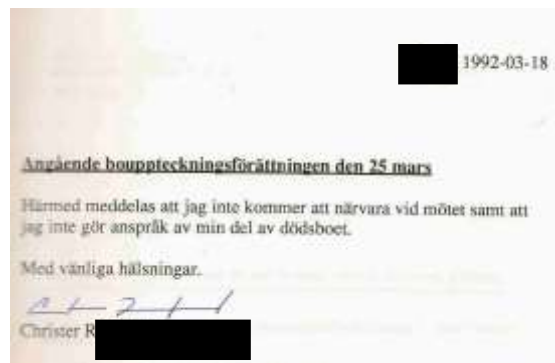 1992-03-18
Angående bouppteckningsförättningen den 25 mars
Härmed meddelas att jag inte kommer att närvara vid mötet samt att
jag inte gör anspråk av min del av dödsboet.
Med vänliga hälsningar.
Christer R